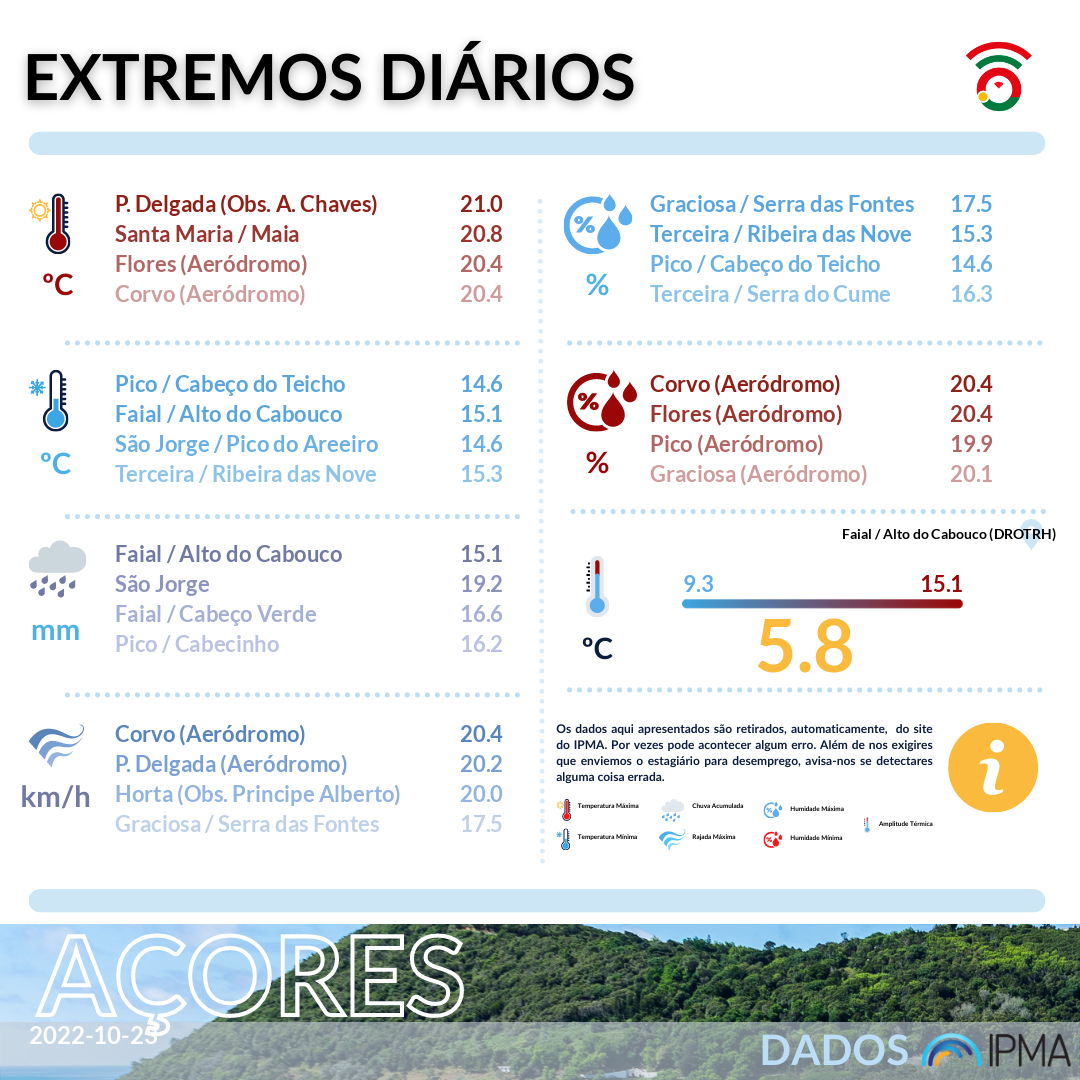 EXTREMOS DIÁRIOS
P. Delgada (Obs. A. Chaves) 21.0
Santa Maria / Maia 20.8
Flores (Aeródromo) 20.4
Corvo (Aeródromo) 20.4
ºC
Pico / Cabeço do Teicho 14.6
Faial / Alto do Cabouco 15.1
São Jorge / Pico do Areeiro 14.6
Terceira / Ribeira das Nove 15.3
ºC
Faial / Alto do Cabouco 15.1
São Jorge 19.2
Faial / Cabeço Verde 16.6
Pico / Cabecinho 16.2
mm
Corvo (Aeródromo) 20.4
P. Delgada (Aeródromo) 20.2
Horta (Obs. Principe Alberto) 20.0
Graciosa / Serra das Fontes 17.5
km/h
Graciosa / Serra das Fontes 17.5
Terceira / Ribeira das Nove 15.3
Pico / Cabeço do Teicho 14.6
Terceira / Serra do Cume 16.3
%
%
Corvo (Aeródromo) 20.4
Flores (Aeródromo) 20.4
Pico (Aeródromo) 19.9
Graciosa (Aeródromo) 20.1
%
%
Faial / Alto do Cabouco (DROTRH)
9.3 15.1
5.8
ºC
Os dados aqui apresentados são retirados, automaticamente, do site
do IPMA. Por vezes pode acontecer algum erro. Além de nos exigires
que enviemos o estagiário para desemprego, avisa-nos se detectares
alguma coisa errada.
i
Temperatura Máxima
Chuva Acumulada
Humidade Máxima
Amplitude Térmica
Temperatura Mínima
Rajada Máxima
Humidade Mínima
AÇORES
2022-10-25
DADOS IPMA